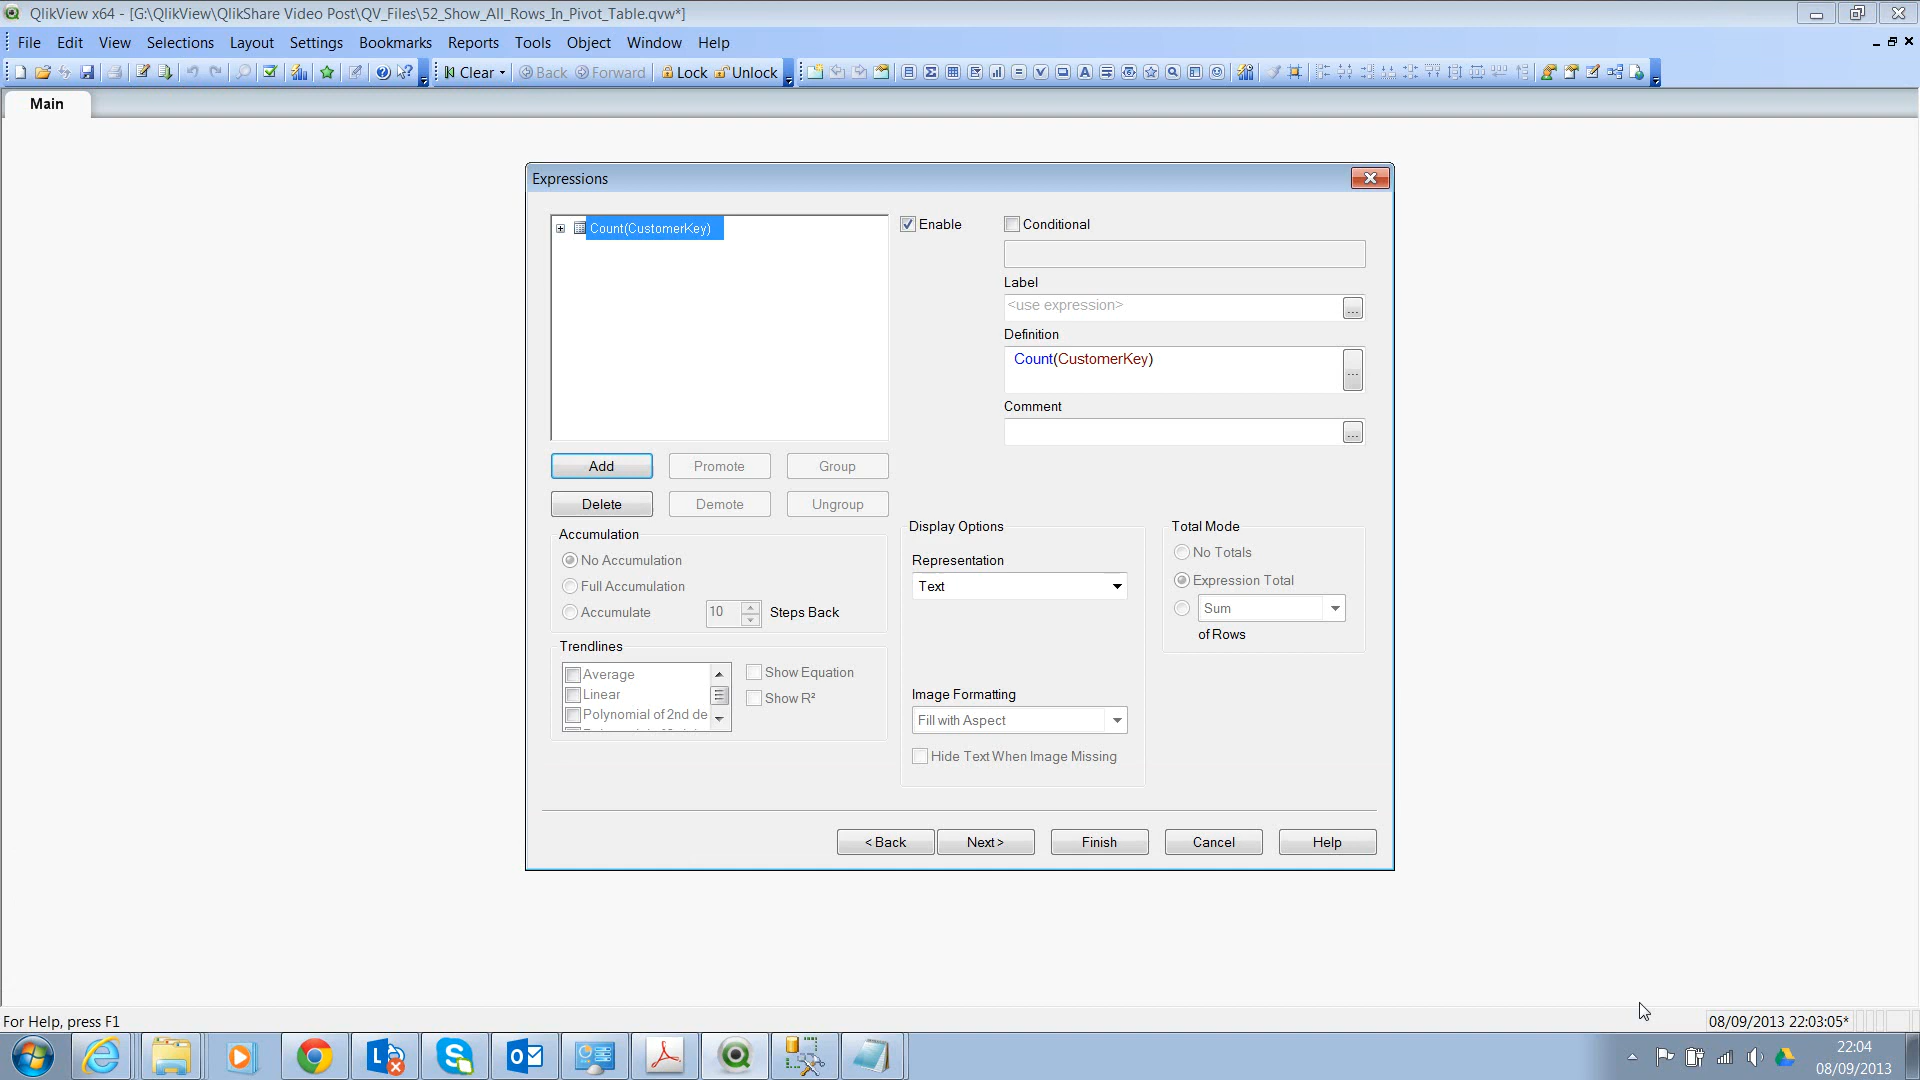 QlikView x64 - [G:\QlikView\QlikShare Video Post\QV_Files\52_Show_All_Rows_In_Pivot_Table.qvw*]
File Edit View Selections Layout Settings Bookmarks Reports Tools Object Window Help
Clear Back Forward Lock Unlock
Main
Expressions
Count(CustomerKey)
Enable
Conditional
Label
<use expression>
...
Definition
Count(CustomerKey)
...
Comment
...
Add Promote Group
Delete Demote Ungroup
Accumulation
No Accumulation
Full Accumulation
Accumulate 10 Steps Back
Trendlines
Average
Linear
Polynomial of 2nd de
Show Equation
Show R²
Display Options
Representation
Text
Image Formatting
Fill with Aspect
Hide Text When Image Missing
Total Mode
No Totals
Expression Total
Sum
of Rows
< Back Next > Finish Cancel Help
For Help, press F1
08/09/2013 22:03:05*
22:04
08/09/2013